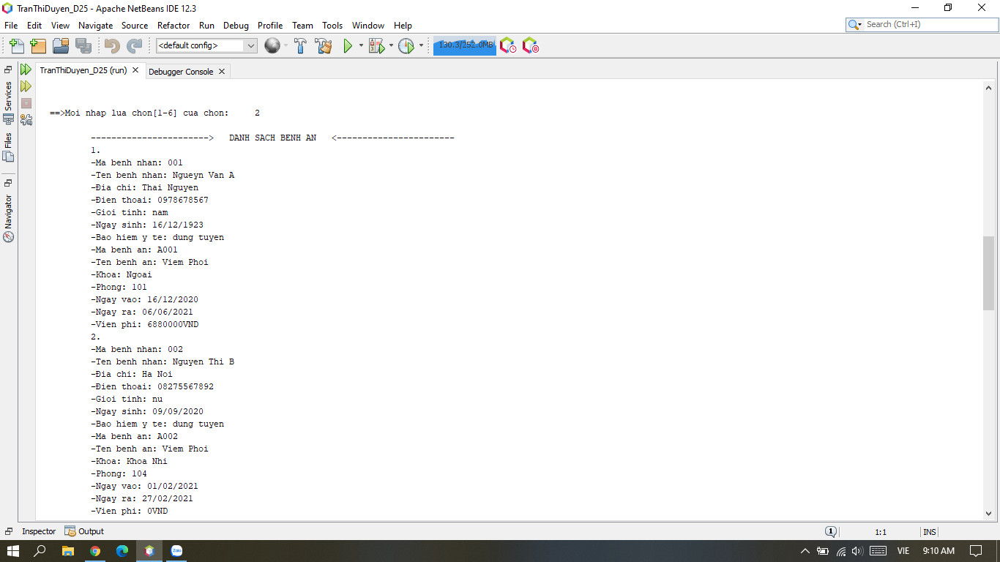 TranThiDuyen_D25 - Apache NetBeans IDE 12.3
File Edit View Navigate Source Refactor Run Debug Profile Team Tools Window Help
Search (Ctrl+I)
<default config>
130.3/252.0MB
TranThiDuyen_D25 (run)
Debugger Console
Services
Files
Navigator
==>Moi nhap lua chon[1-6] cua chon: 2
-----------------------> DANH SACH BENH AN <-----------------------
1.
-Ma benh nhan: 001
-Ten benh nhan: Ngueyn Van A
-Đia chi: Thai Nguyen
-Đien thoai: 0978678567
-Gioi tinh: nam
-Ngay sinh: 16/12/1923
-Bao hiem y te: dung tuyen
-Ma benh an: A001
-Ten benh an: Viem Phoi
-Khoa: Ngoai
-Phong: 101
-Ngay vao: 16/12/2020
-Ngay ra: 06/06/2021
-Vien phi: 6880000VND
2.
-Ma benh nhan: 002
-Ten benh nhan: Nguyen Thi B
-Đia chi: Ha Noi
-Đien thoai: 08275567892
-Gioi tinh: nu
-Ngay sinh: 09/09/2020
-Bao hiem y te: dung tuyen
-Ma benh an: A002
-Ten benh an: Viem Phoi
-Khoa: Khoa Nhi
-Phong: 104
-Ngay vao: 01/02/2021
-Ngay ra: 27/02/2021
-Vien phi: 0VND
Inspector Output
1
1:1
INS
Zalo
VIE
9:10 AM